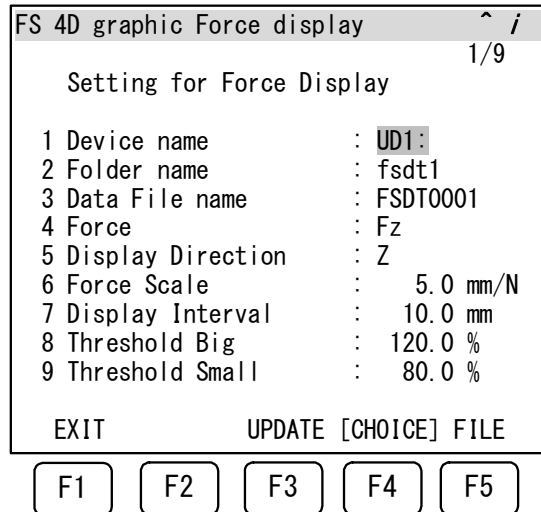 FS 4D graphic Force display ^ i
1/9
Setting for Force Display
1 Device name : UD1:
2 Folder name : fsdt1
3 Data File name : FSDT0001
4 Force : Fz
5 Display Direction : Z
6 Force Scale : 5.0 mm/N
7 Display Interval : 10.0 mm
8 Threshold Big : 120.0 %
9 Threshold Small : 80.0 %
EXIT UPDATE [CHOICE] FILE
F1 F2 F3 F4 F5